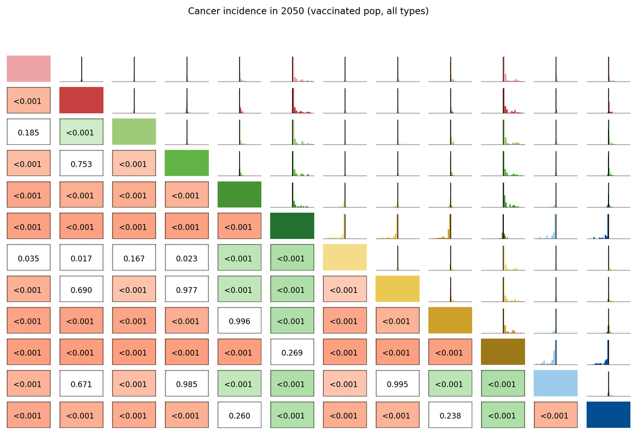 Cancer incidence in 2050 (vaccinated pop, all types)
<0.001
0.185 <0.001
<0.001 0.753 <0.001
<0.001 <0.001 <0.001 <0.001
<0.001 <0.001 <0.001 <0.001 <0.001
0.035 0.017 0.167 0.023 <0.001 <0.001
<0.001 0.690 <0.001 0.977 <0.001 <0.001 <0.001
<0.001 <0.001 <0.001 <0.001 0.996 <0.001 <0.001 <0.001
<0.001 <0.001 <0.001 <0.001 <0.001 0.269 <0.001 <0.001 <0.001
<0.001 0.671 <0.001 0.985 <0.001 <0.001 <0.001 0.995 <0.001 <0.001
<0.001 <0.001 <0.001 <0.001 0.260 <0.001 <0.001 <0.001 0.238 <0.001 <0.001